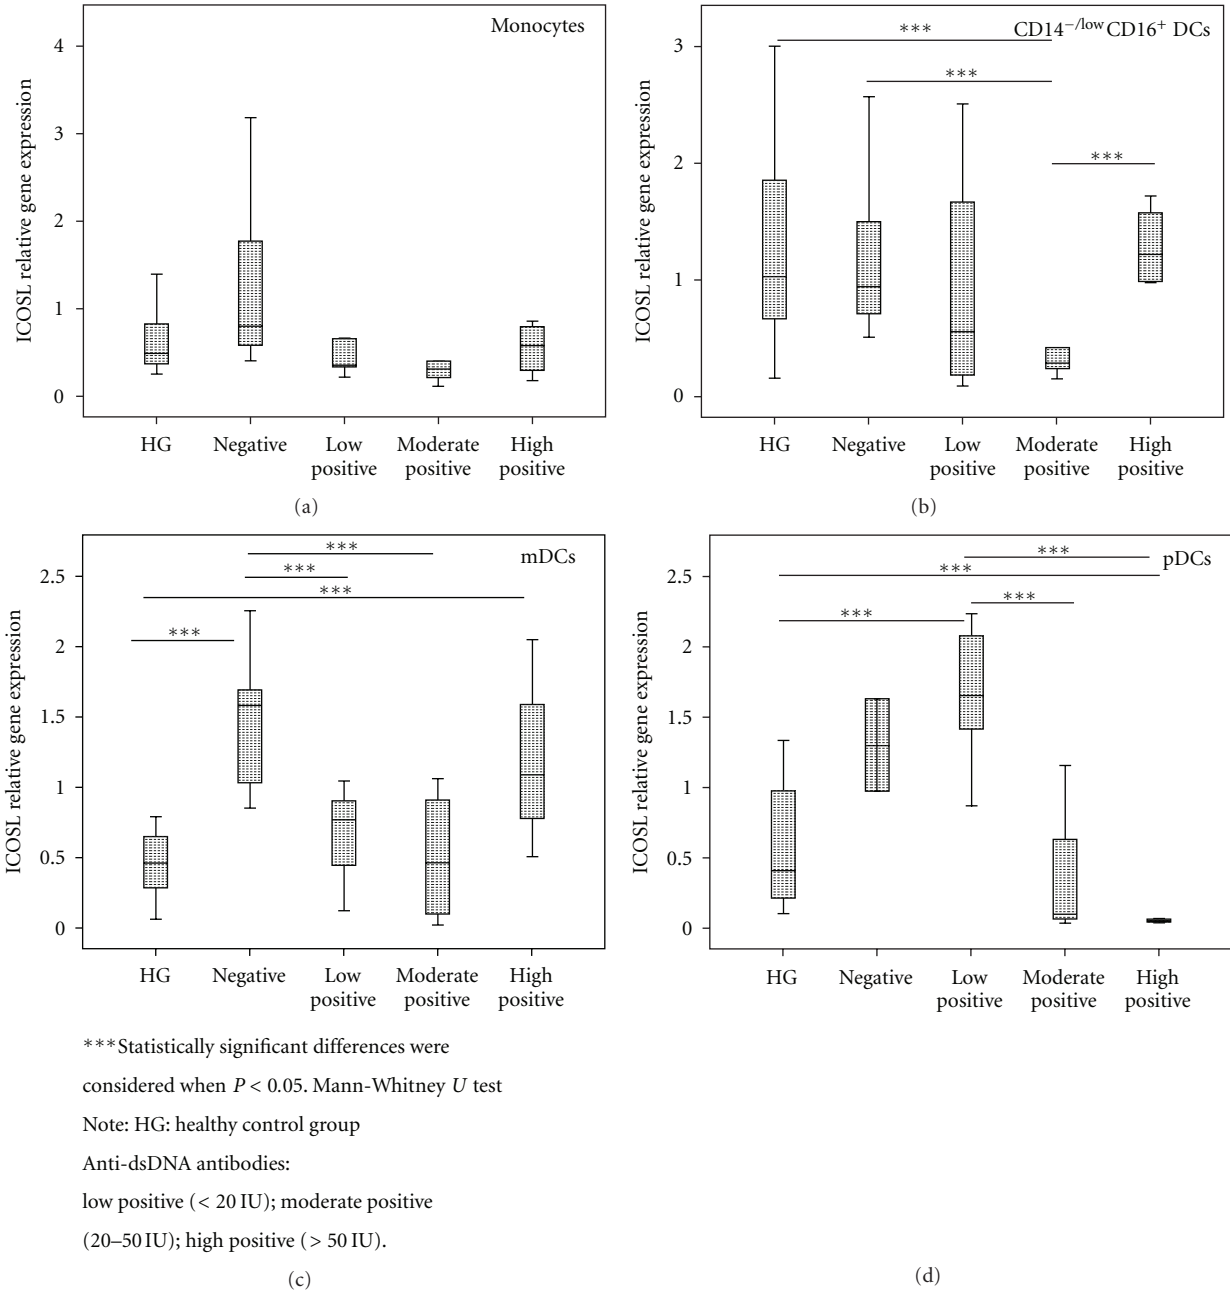 Monocytes
ICOSL relative gene expression
4
3
2
1
0
HG Negative Low positive Moderate positive High positive
(a)
CD14⁻/ˡᵒʷCD16⁺ DCs
ICOSL relative gene expression
3
2
1
0
***
***
***
HG Negative Low positive Moderate positive High positive
(b)
mDCs
ICOSL relative gene expression
2.5
2
1.5
1
0.5
0
***
***
***
***
HG Negative Low positive Moderate positive High positive
***Statistically significant differences were
considered when P < 0.05. Mann-Whitney U test
Note: HG: healthy control group
Anti-dsDNA antibodies:
low positive (< 20 IU); moderate positive
(20–50 IU); high positive (> 50 IU).
(c)
pDCs
ICOSL relative gene expression
2.5
2
1.5
1
0.5
0
***
***
***
***
HG Negative Low positive Moderate positive High positive
(d)